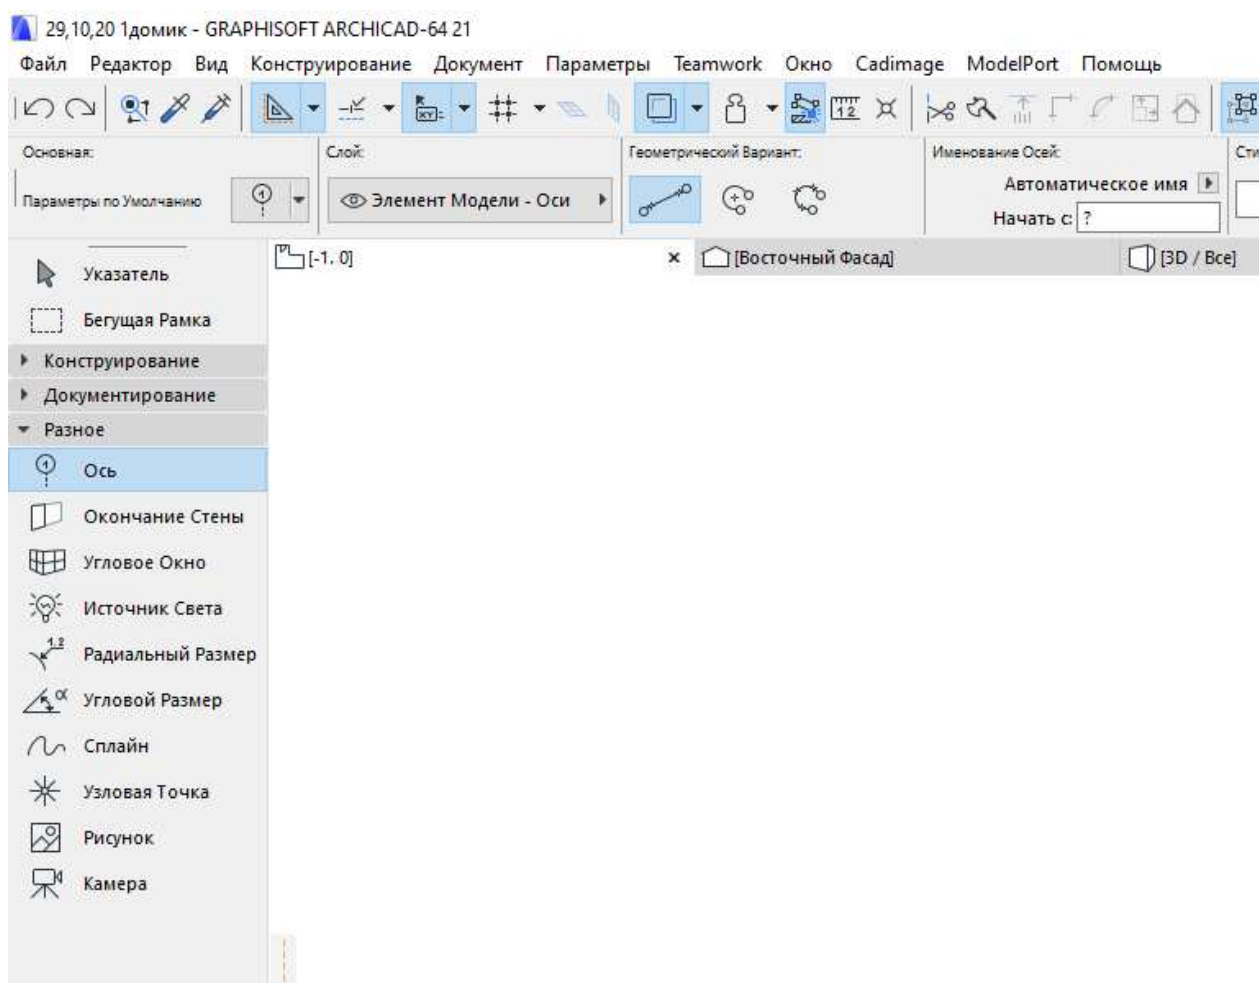 29,10,20 1домик - GRAPHISOFT ARCHICAD-64 21
Файл Редактор Вид Конструирование Документ Параметры Teamwork Окно Cadimage ModelPort Помощь
Основная: Слой: Геометрический Вариант: Именование Осей:
Параметры по Умолчанию Элемент Модели - Оси Автоматическое имя
Начать с: ?
[-1. 0] [Восточный Фасад] [3D / Все]
Указатель
Бегущая Рамка
Конструирование
Документирование
Разное
Ось
Окончание Стены
Угловое Окно
Источник Света
Радиальный Размер
Угловой Размер
Сплайн
Узловая Точка
Рисунок
Камера